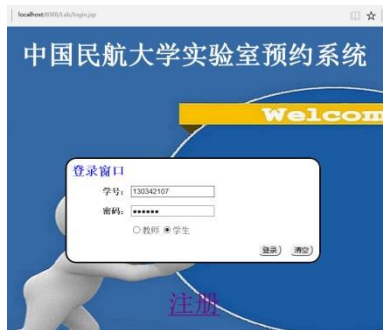 localhost:8080/Lab/login.jsp
中国民航大学实验室预约系统
Welcom
登录窗口
学号: 130342107
密码: ••••••
教师 学生
登录 清空
注册